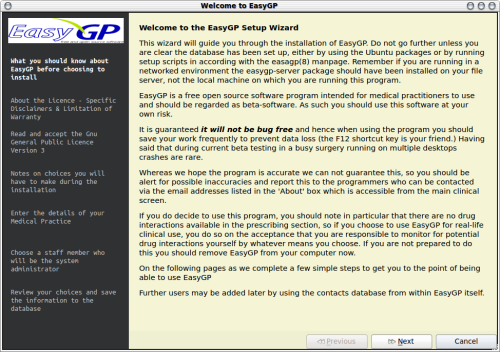 Welcome to EasyGP
EasyGP
What you should know about
EasyGP before choosing to
install
About the Licence - Specific
Disclaimers & Limitation of
Warranty
Read and accept the Gnu
General Public Licence
Version 3
Notes on choices you will
have to make during the
installation
Enter the details of your
Medical Practice
Choose a staff member who
will be the system
administrator
Review your choices and save
the information to the
database
Welcome to the EasyGP Setup Wizard
This wizard will guide you through the installation of EasyGP. Do not go further unless you
are clear the database has been set up, either by using the Ubuntu packages or by running
setup scripts in according with the easagp(8) manpage. Remember if you are running in a
networked environment the easygp-server package should have been installed on your file
server, not the local machine on which you are running this program.
EasyGP is a free open source software program intended for medical practitioners to use
and should be regarded as beta-software. As such you should use this software at your
own risk.
It is guaranteed it will not be bug free and hence when using the program you should
save your work frequently to prevent data loss (the F12 shortcut key is your friend.) Having
said that during current beta testing in a busy surgery running on multiple desktops
crashes are rare.
Whereas we hope the program is accurate we can not guarantee this, so you should be
alert for possible inaccuracies and report this to the programmers who can be contacted
via the email addresses listed in the 'About' box which is accessible from the main clinical
screen.
If you do decide to use this program, you should note in particular that there are no drug
interactions available in the prescribing section, so if you choose to use EasyGP for real-life
clinical use, you do so on the acceptance that you are responsible to monitor for potential
drug interactions yourself by whatever means you choose. If you are not prepared to do
this you should remove EasyGP from your computer now.
On the following pages as we complete a few simple steps to get you to the point of being
able to use EasyGP
Further users may be added later by using the contacts database from within EasyGP itself.
Previous
Next
Cancel